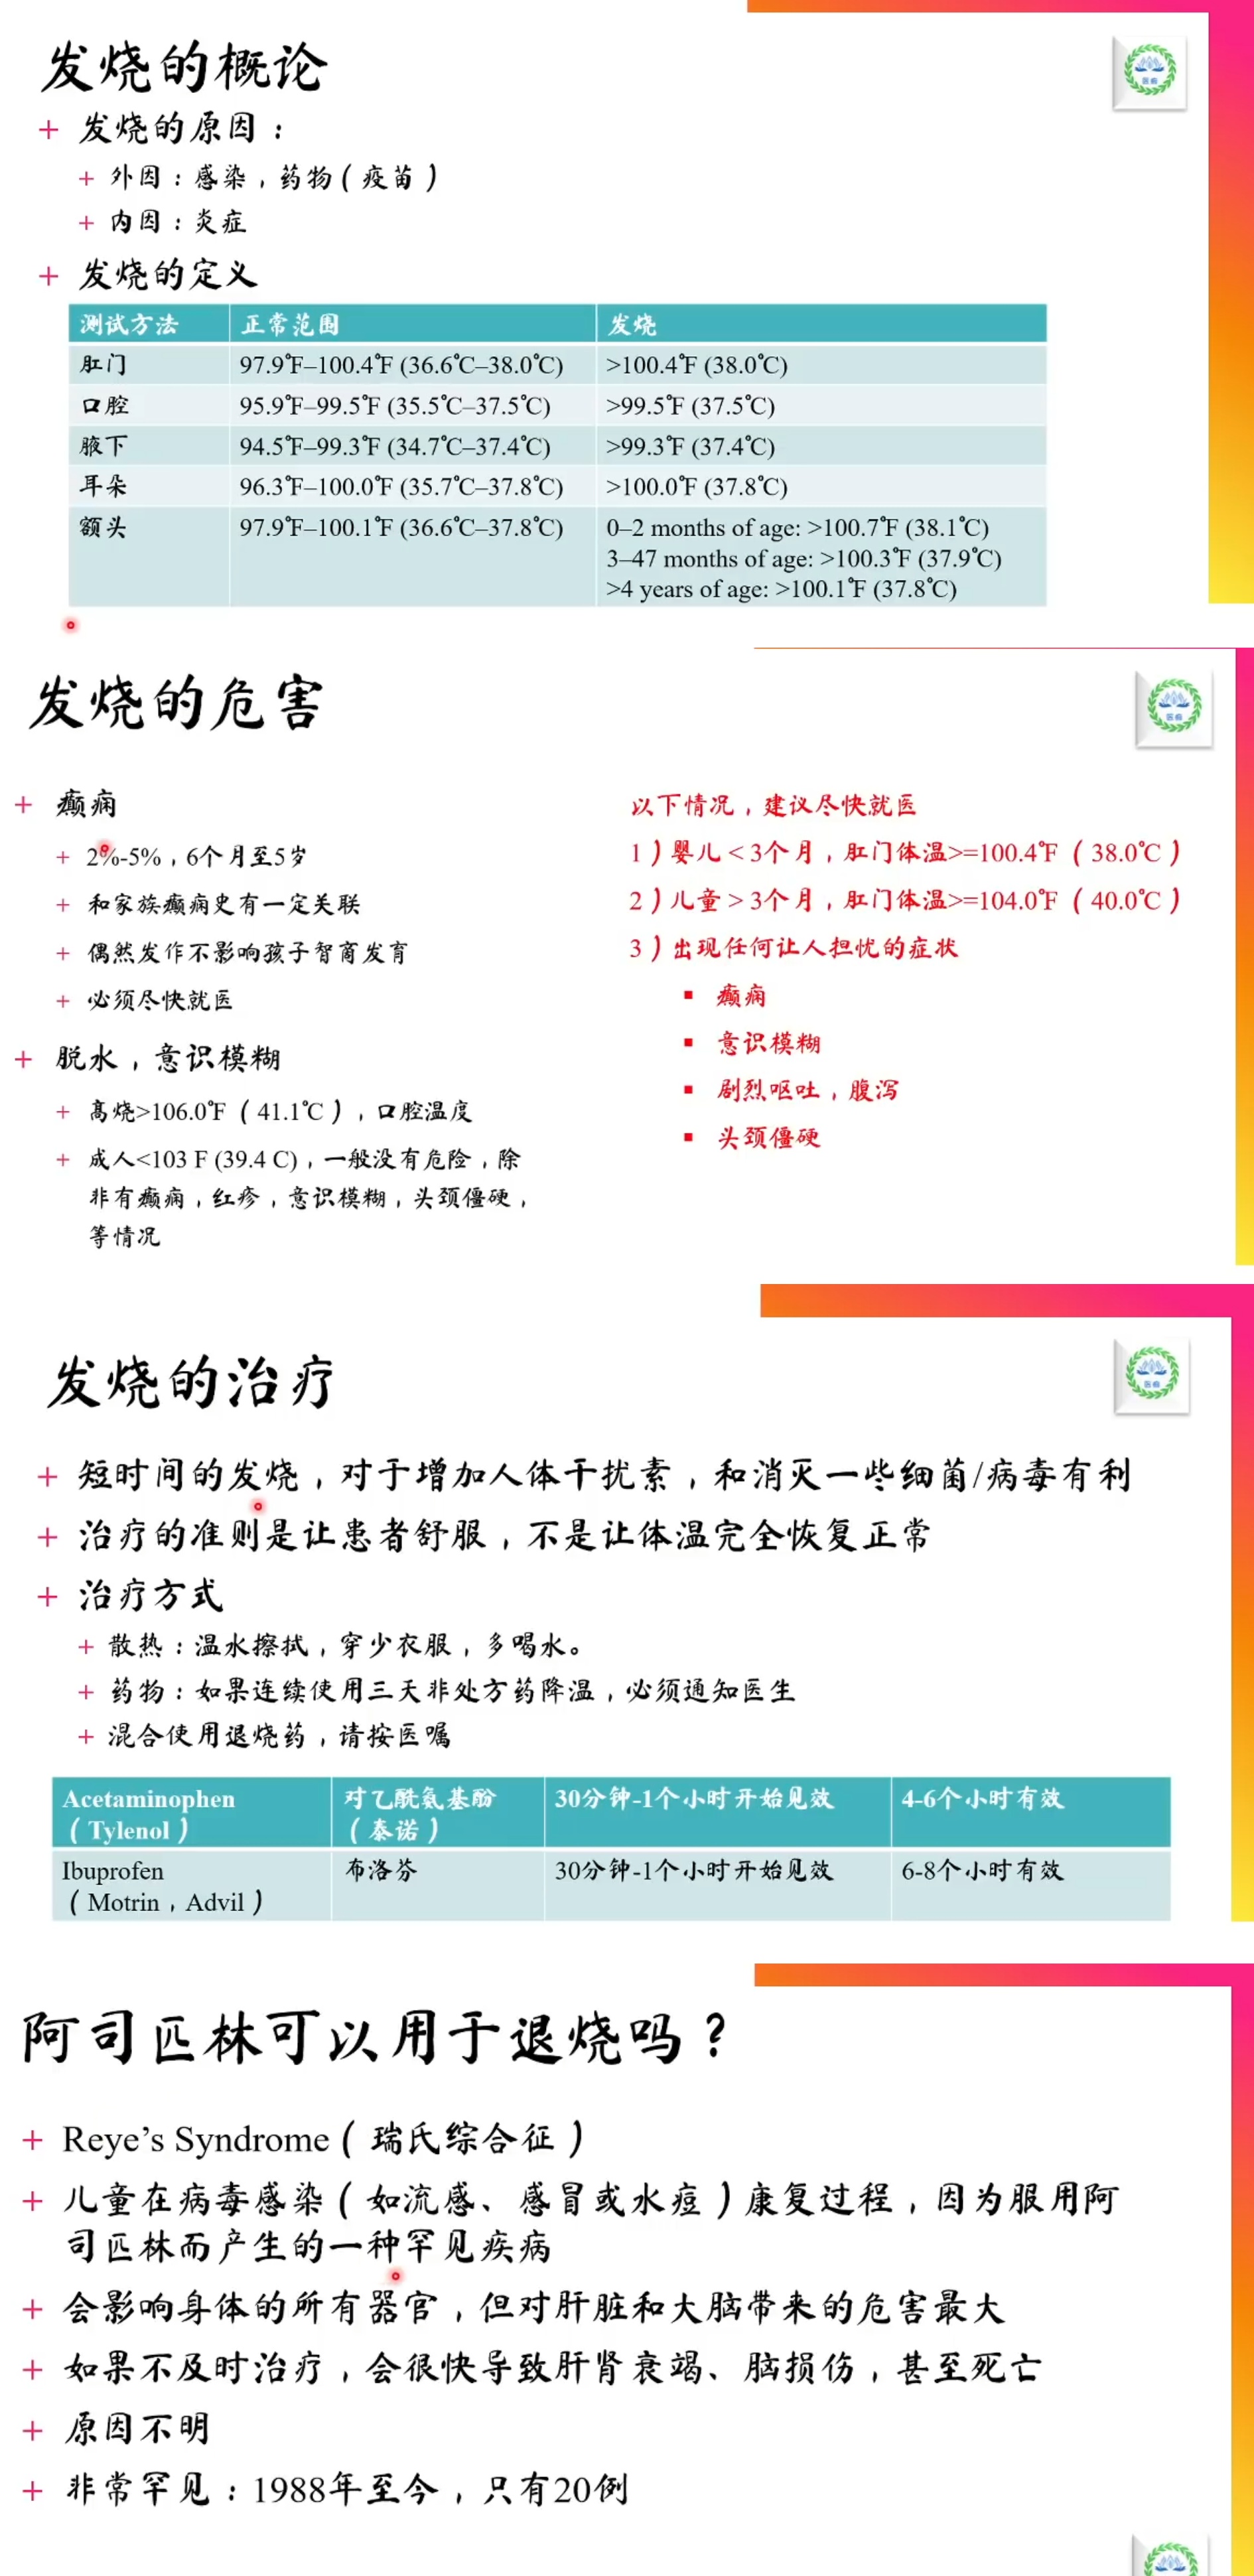 发烧的概论
医痴
+ 发烧的原因：
+ 外因：感染，药物（疫苗）
+ 内因：炎症
+ 发烧的定义
测试方法 正常范围 发烧
肛门 97.9℉–100.4℉ (36.6℃–38.0℃) >100.4℉ (38.0℃)
口腔 95.9℉–99.5℉ (35.5℃–37.5℃) >99.5℉ (37.5℃)
腋下 94.5℉–99.3℉ (34.7℃–37.4℃) >99.3℉ (37.4℃)
耳朵 96.3℉–100.0℉ (35.7℃–37.8℃) >100.0℉ (37.8℃)
额头 97.9℉–100.1℉ (36.6℃–37.8℃) 0–2 months of age: >100.7℉ (38.1℃)
3–47 months of age: >100.3℉ (37.9℃)
>4 years of age: >100.1℉ (37.8℃)
发烧的危害
+ 癫痫
+ 2%-5%，6个月至5岁
+ 和家族癫痫史有一定关联
+ 偶然发作不影响孩子智商发育
+ 必须尽快就医
+ 脱水，意识模糊
+ 高烧>106.0℉（41.1℃），口腔温度
+ 成人<103 F (39.4 C)，一般没有危险，除
非有癫痫，红疹，意识模糊，头颈僵硬，
等情况
以下情况，建议尽快就医
1）婴儿<3个月，肛门体温>=100.4℉（38.0℃）
2）儿童>3个月，肛门体温>=104.0℉（40.0℃）
3）出现任何让人担忧的症状
▪ 癫痫
▪ 意识模糊
▪ 剧烈呕吐，腹泻
▪ 头颈僵硬
发烧的治疗
+ 短时间的发烧，对于增加人体干扰素，和消灭一些细菌/病毒有利
+ 治疗的准则是让患者舒服，不是让体温完全恢复正常
+ 治疗方式
+ 散热：温水擦拭，穿少衣服，多喝水。
+ 药物：如果连续使用三天非处方药降温，必须通知医生
+ 混合使用退烧药，请按医嘱
Acetaminophen 对乙酰氨基酚 30分钟-1个小时开始见效 4-6个小时有效
（Tylenol） （泰诺）
Ibuprofen 布洛芬 30分钟-1个小时开始见效 6-8个小时有效
（Motrin，Advil）
阿司匹林可以用于退烧吗？
+ Reye’s Syndrome（瑞氏综合征）
+ 儿童在病毒感染（如流感、感冒或水痘）康复过程，因为服用阿
司匹林而产生的一种罕见疾病
+ 会影响身体的所有器官，但对肝脏和大脑带来的危害最大
+ 如果不及时治疗，会很快导致肝肾衰竭、脑损伤，甚至死亡
+ 原因不明
+ 非常罕见：1988年至今，只有20例